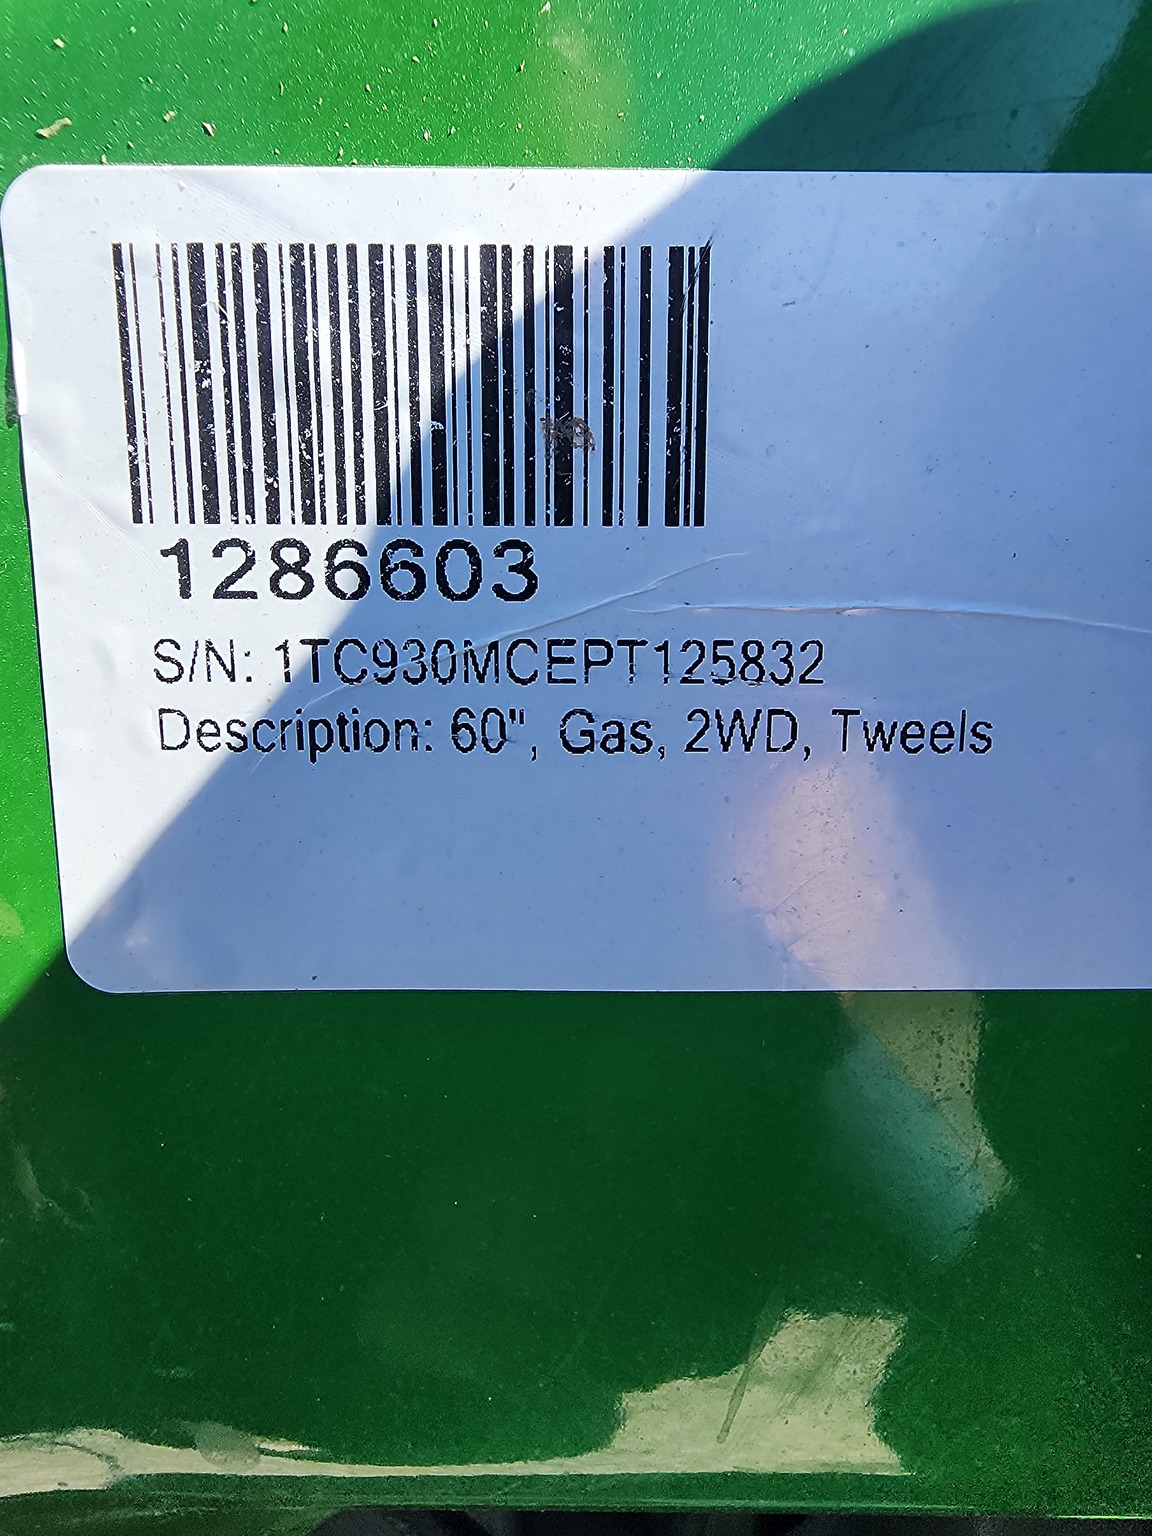 1286603
S/N: 1TC930MCEPT125832
Description: 60", Gas, 2WD, Tweels